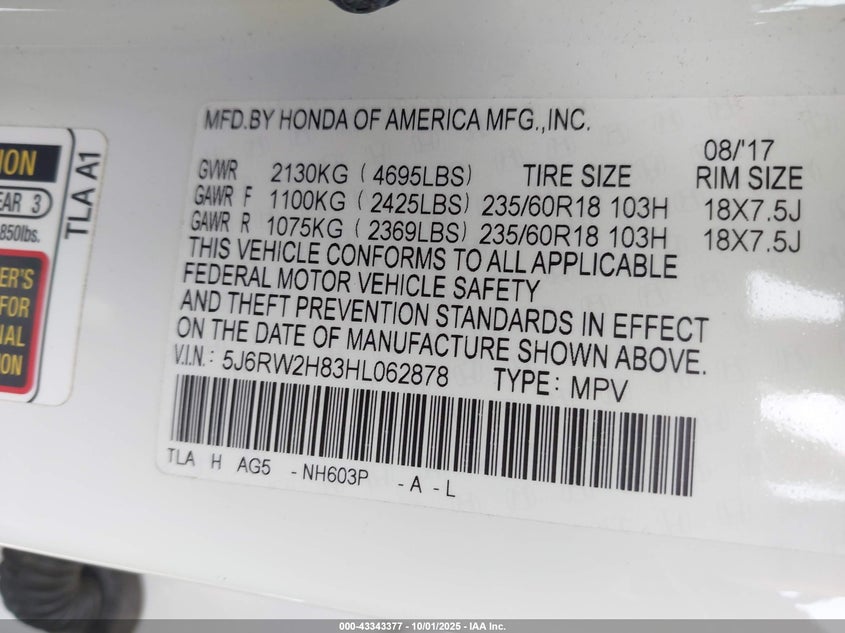 MFD.BY HONDA OF AMERICA MFG.,INC.
08/'17
GVWR 2130KG ( 4695LBS) TIRE SIZE RIM SIZE
GAWR F 1100KG ( 2425LBS) 235/60R18 103H 18X7.5J
GAWR R 1075KG ( 2369LBS) 235/60R18 103H 18X7.5J
THIS VEHICLE CONFORMS TO ALL APPLICABLE
FEDERAL MOTOR VEHICLE SAFETY
AND THEFT PREVENTION STANDARDS IN EFFECT
ON THE DATE OF MANUFACTURE SHOWN ABOVE.
V.I.N.: 5J6RW2H83HL062878 TYPE: MPV
TLA H AG5 -NH603P -A -L
TION
EAR 3
850lbs.
TLA A1
ER'S
FOR
NAL
TION
000-43343377 - 10/01/2025 - IAA Inc.